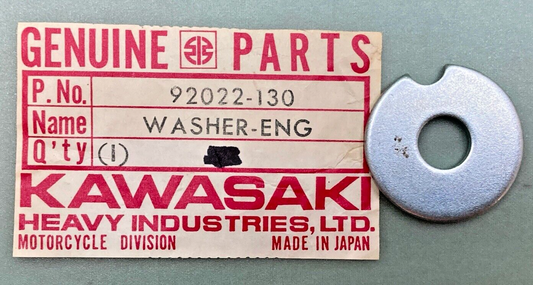 GENUINE PARTS
P.No. 92022-130
Name WASHER-ENG
Q'ty (1)
KAWASAKI
HEAVY INDUSTRIES, LTD.
MOTORCYCLE DIVISION MADE IN JAPAN